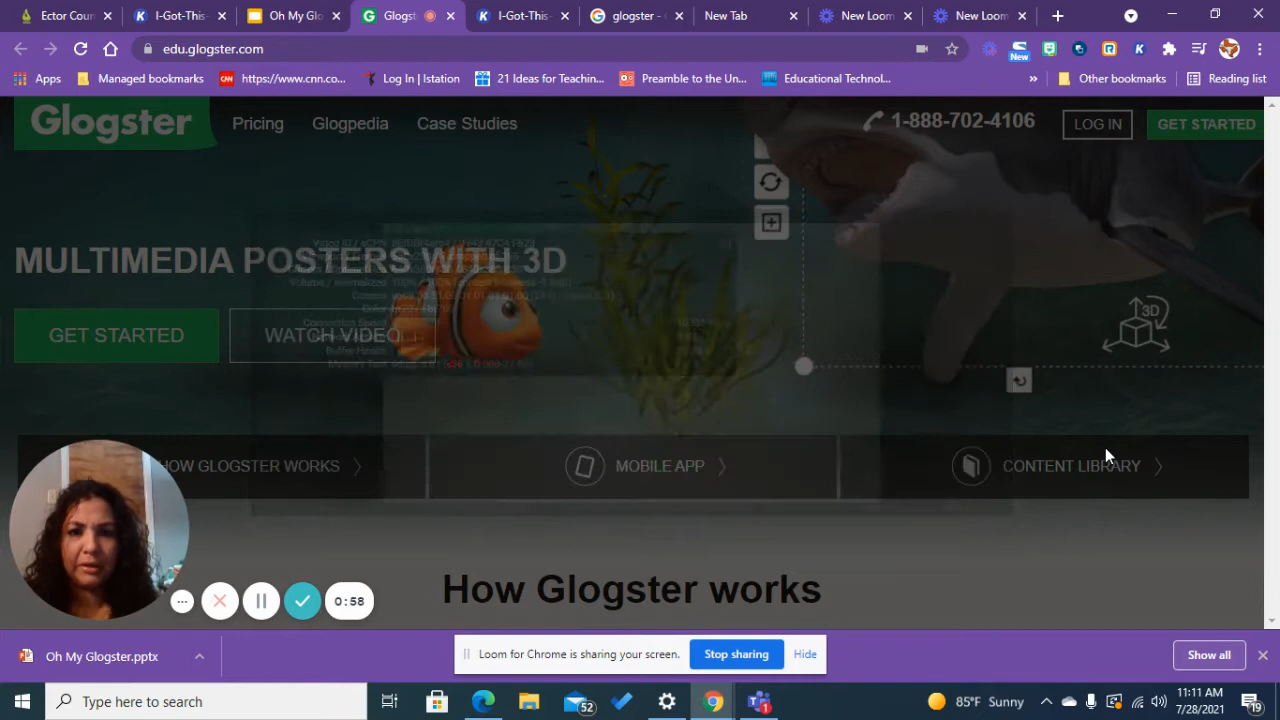 Ector Coun
I-Got-This-
Oh My Glo
Glogst
I-Got-This-
glogster -
New Tab
New Loom
New Loom
edu.glogster.com
New
Apps
Managed bookmarks
https://www.cnn.co...
Log In | Istation
21 Ideas for Teachin...
Preamble to the Un...
Educational Technol...
»
Other bookmarks
Reading list
Glogster
Pricing
Glogpedia
Case Studies
1-888-702-4106
LOG IN
GET STARTED
MULTIMEDIA POSTERS WITH 3D
GET STARTED
WATCH VIDEO
3D
HOW GLOGSTER WORKS
MOBILE APP
CONTENT LIBRARY
How Glogster works
0:58
Oh My Glogster.pptx
Loom for Chrome is sharing your screen.
Stop sharing
Hide
Show all
Type here to search
52
1
85°F Sunny
11:11 AM
7/28/2021
19